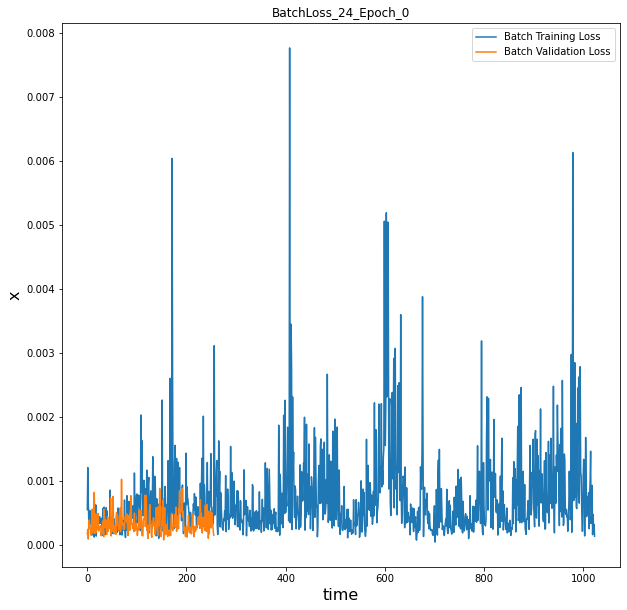 BatchLoss_24_Epoch_0
Batch Training Loss
Batch Validation Loss
0.008
0.007
0.006
0.005
0.004
0.003
0.002
0.001
0.000
x
0 200 400 600 800 1000
time